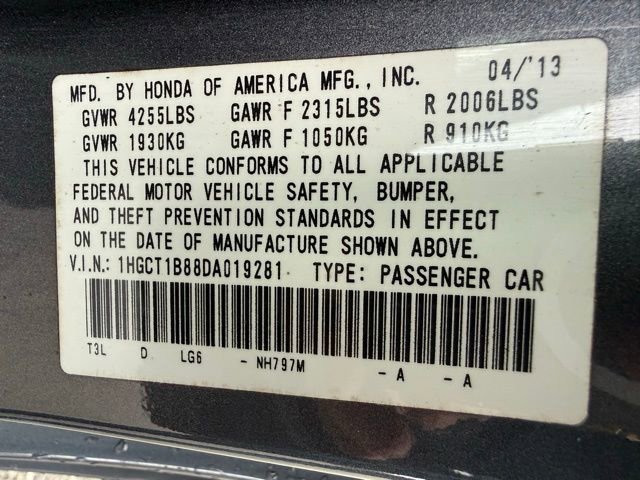 MFD. BY HONDA OF AMERICA MFG., INC. 04/'13
GVWR 4255LBS GAWR F 2315LBS R 2006LBS
GVWR 1930KG GAWR F 1050KG R 910KG
THIS VEHICLE CONFORMS TO ALL APPLICABLE
FEDERAL MOTOR VEHICLE SAFETY, BUMPER,
AND THEFT PREVENTION STANDARDS IN EFFECT
ON THE DATE OF MANUFACTURE SHOWN ABOVE.
V.I.N.: 1HGCT1B88DA019281 TYPE: PASSENGER CAR
T3L D LG6 - NH797M - A - A